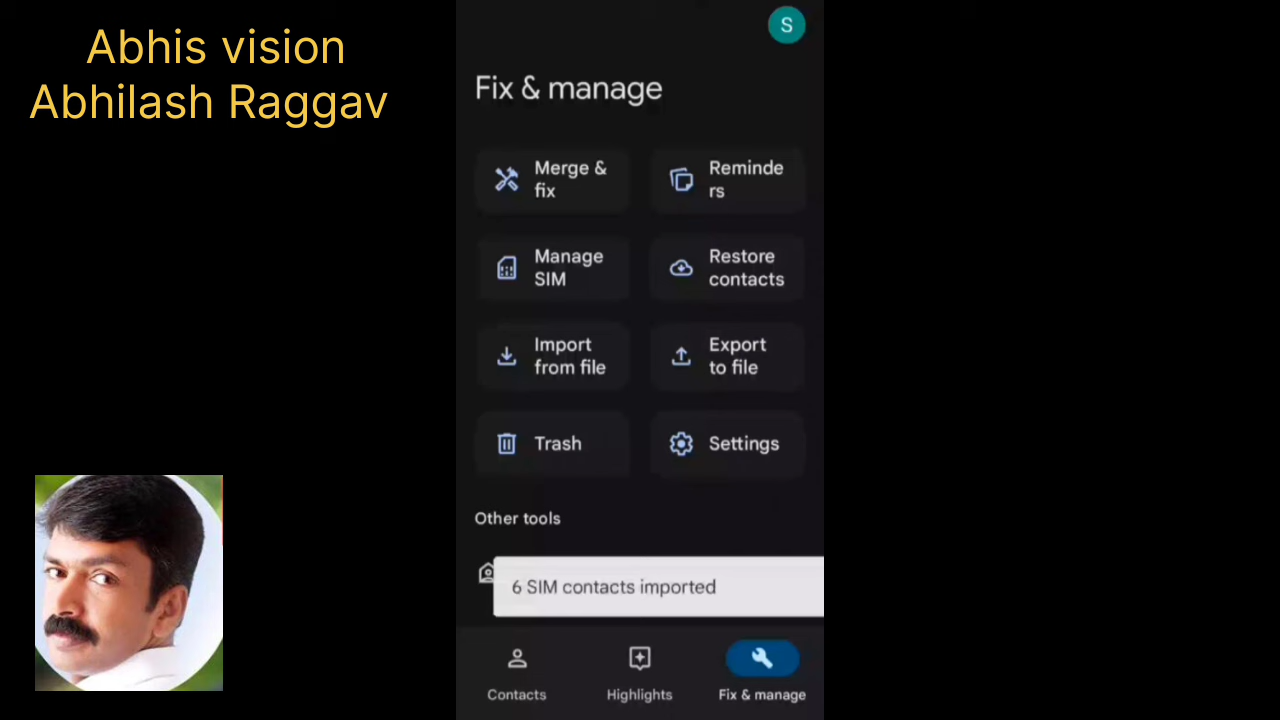 Abhis vision
Abhilash Raggav
S
Fix & manage
Merge &
fix
Reminde
rs
Manage
SIM
Restore
contacts
Import
from file
Export
to file
Trash
Settings
Other tools
6 SIM contacts imported
Contacts
Highlights
Fix & manage